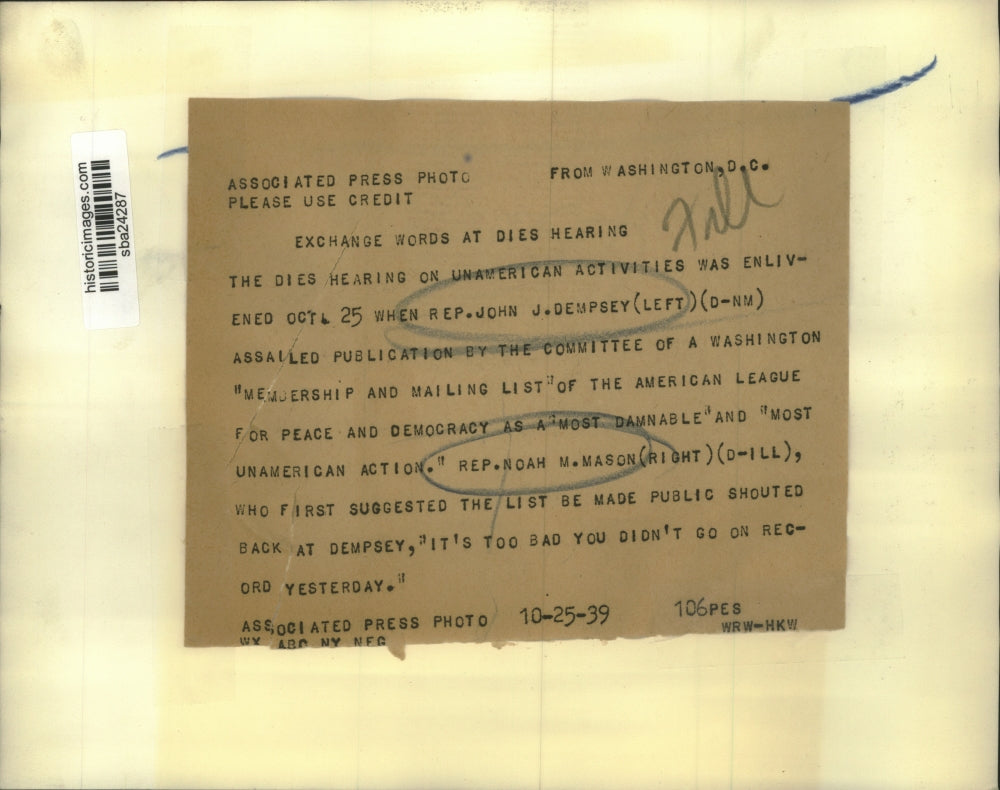 historicimages.com
sba24287
ASSOCIATED PRESS PHOTO FROM WASHINGTON, D.C.
PLEASE USE CREDIT
EXCHANGE WORDS AT DIES HEARING
THE DIES HEARING ON UNAMERICAN ACTIVITIES WAS ENLIV-
ENED OCT. 25 WHEN REP.JOHN J.DEMPSEY(LEFT)(D-NM)
ASSAILED PUBLICATION BY THE COMMITTEE OF A WASHINGTON
"MEMBERSHIP AND MAILING LIST"OF THE AMERICAN LEAGUE
FOR PEACE AND DEMOCRACY AS A"MOST DAMNABLE"AND "MOST
UNAMERICAN ACTION." REP.NOAH M.MASON(RIGHT)(D-ILL),
WHO FIRST SUGGESTED THE LIST BE MADE PUBLIC SHOUTED
BACK AT DEMPSEY,"IT'S TOO BAD YOU DIDN'T GO ON REC-
ORD YESTERDAY."
ASSOCIATED PRESS PHOTO 10-25-39 106PES
WRW-HKW
WX ABC NY NEG